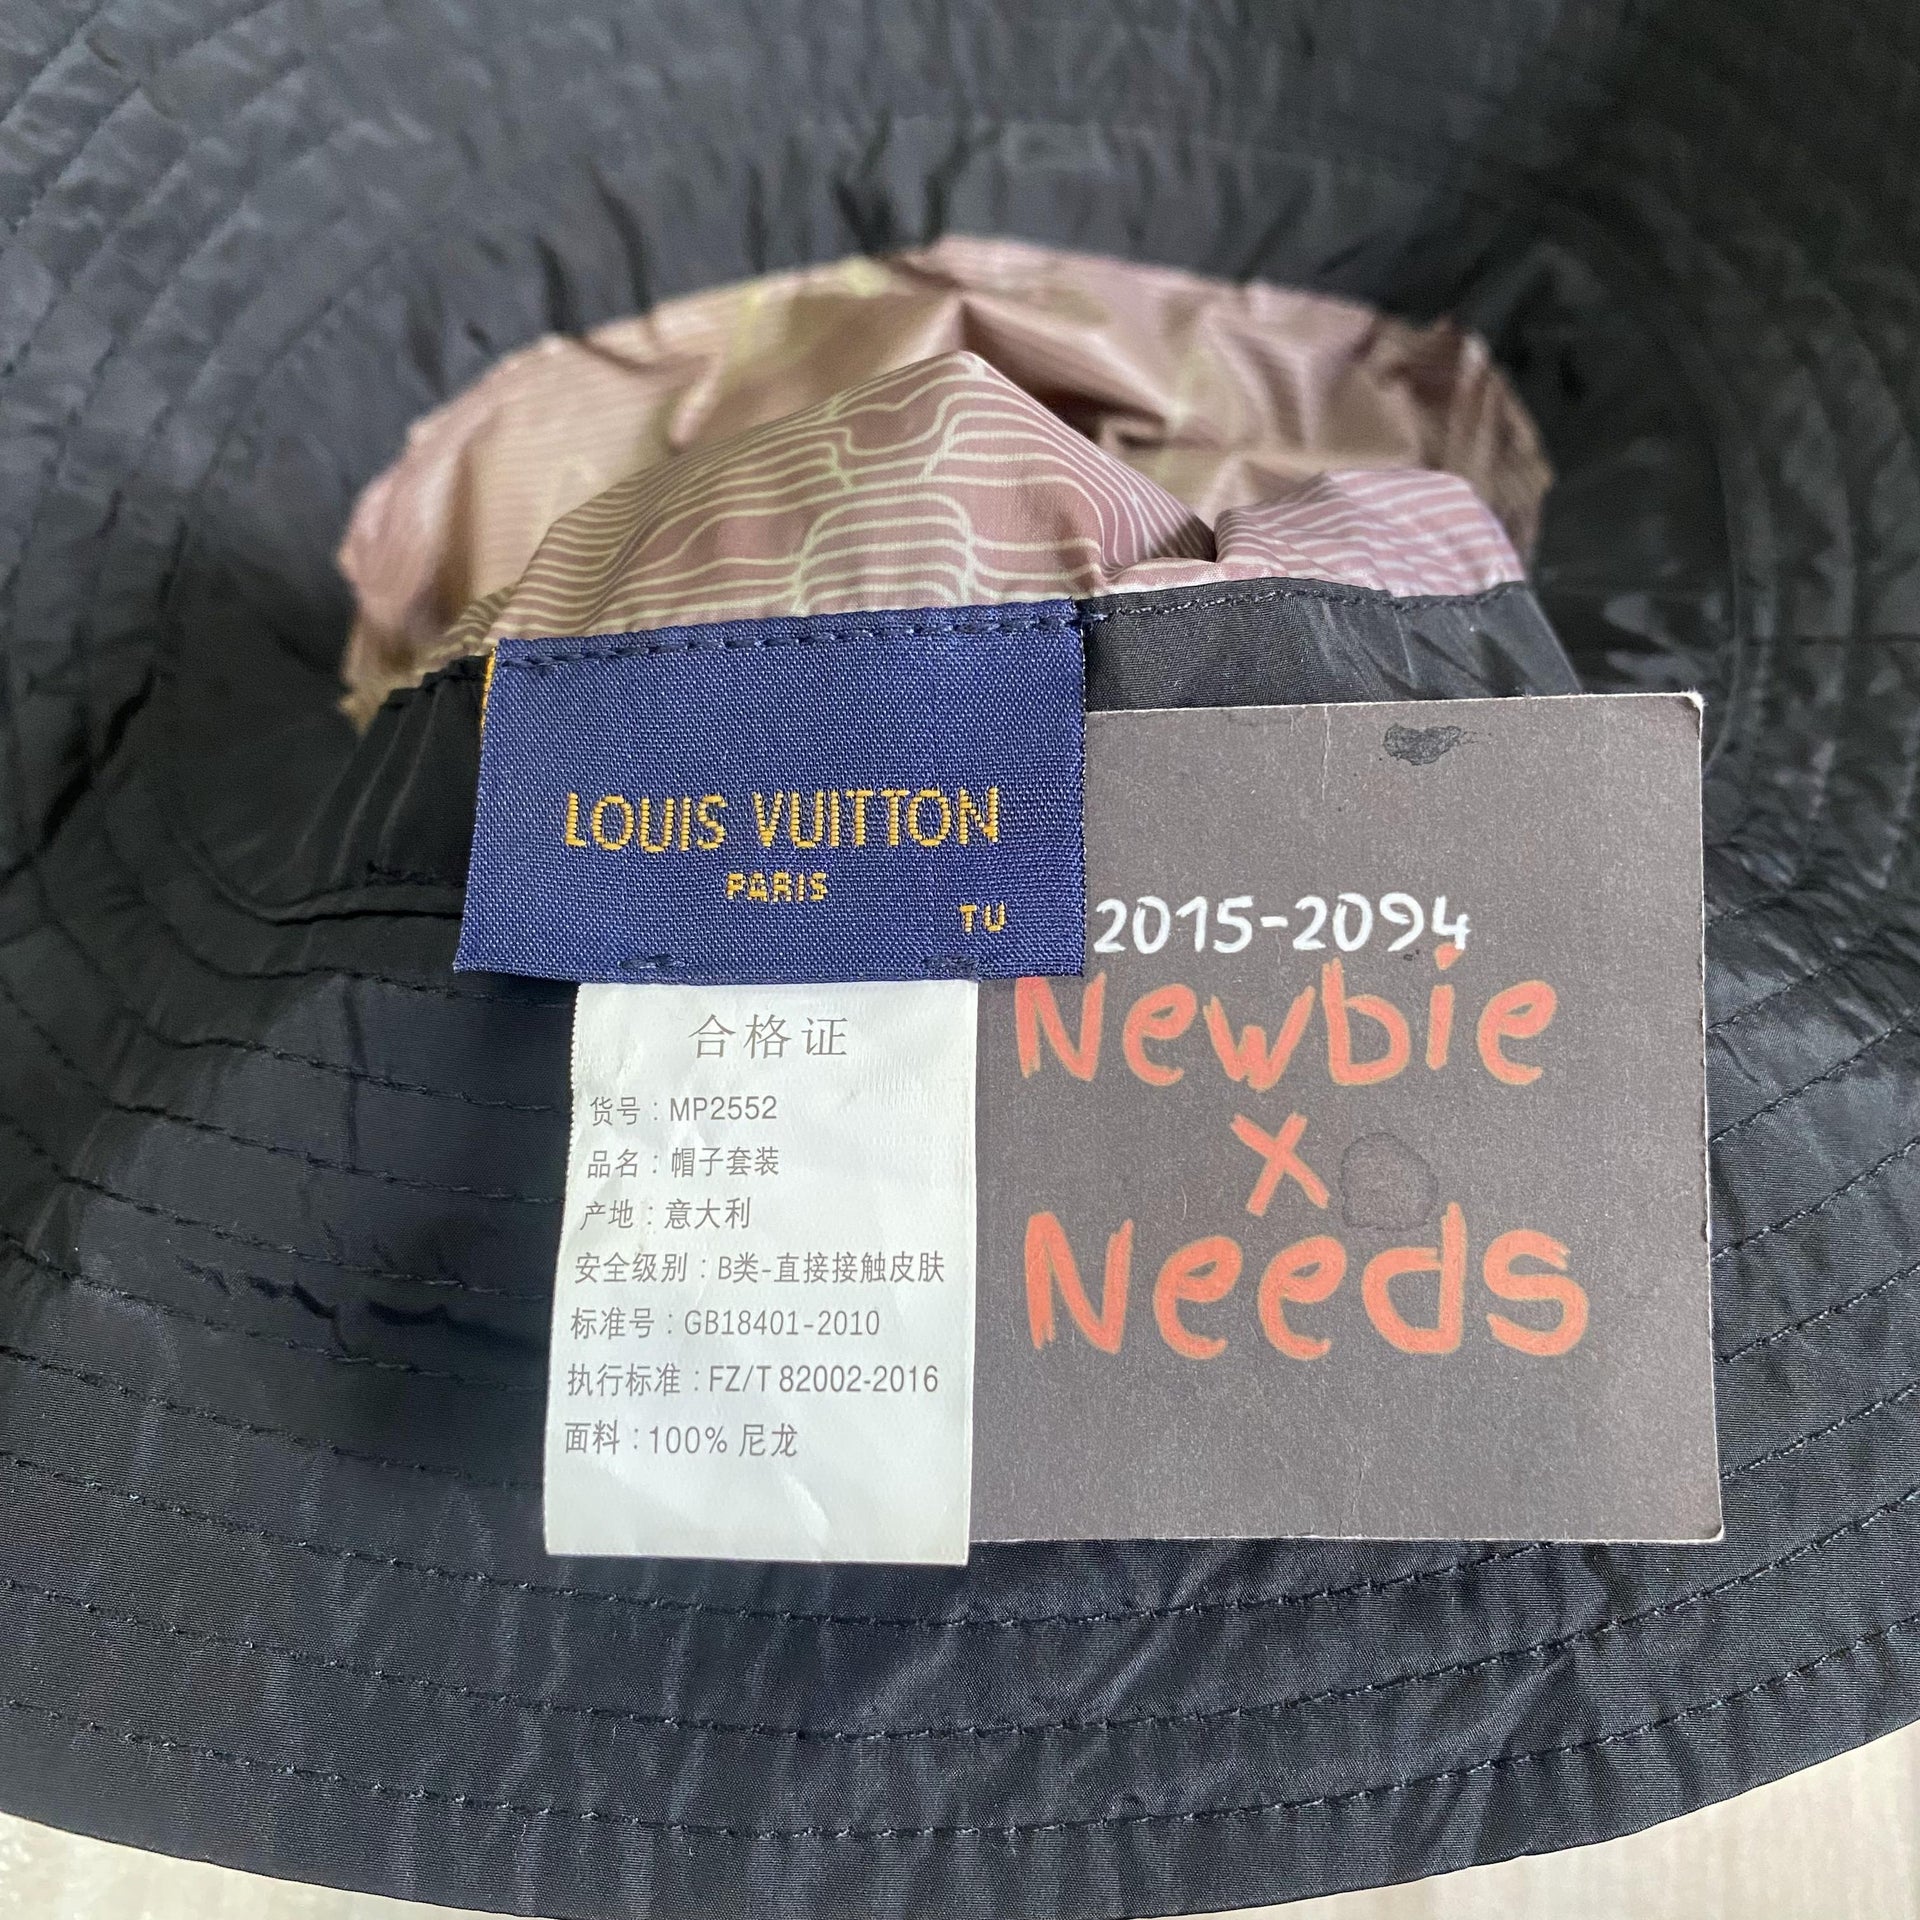 LOUIS VUITTON
PARIS
TU
合格证
货号：MP2552
品名：帽子套装
产地：意大利
安全级别：B类-直接接触皮肤
标准号：GB18401-2010
执行标准：FZ/T 82002-2016
面料：100% 尼龙
2015-2094
Newbie
x
Needs